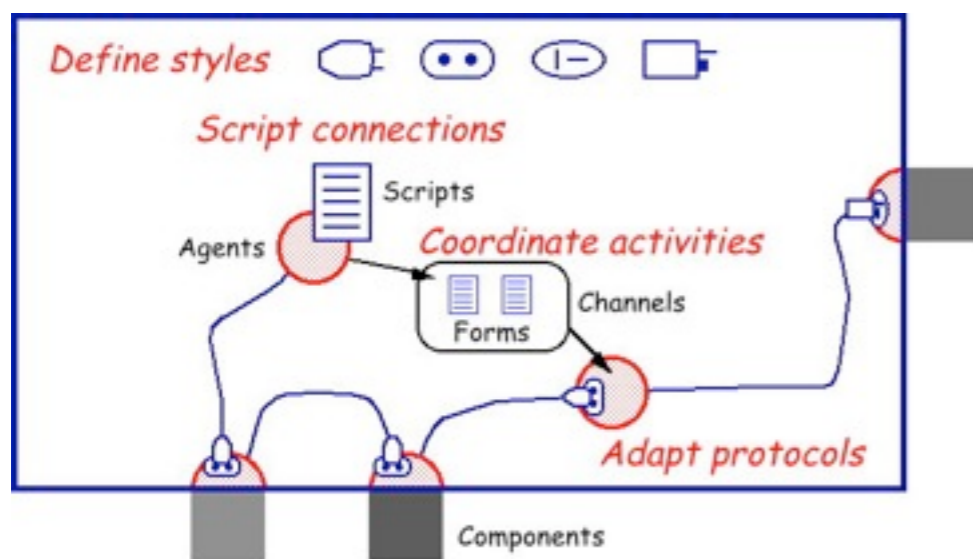 Define styles
Script connections
Scripts
Agents
Coordinate activities
Channels
Forms
Adapt protocols
Components